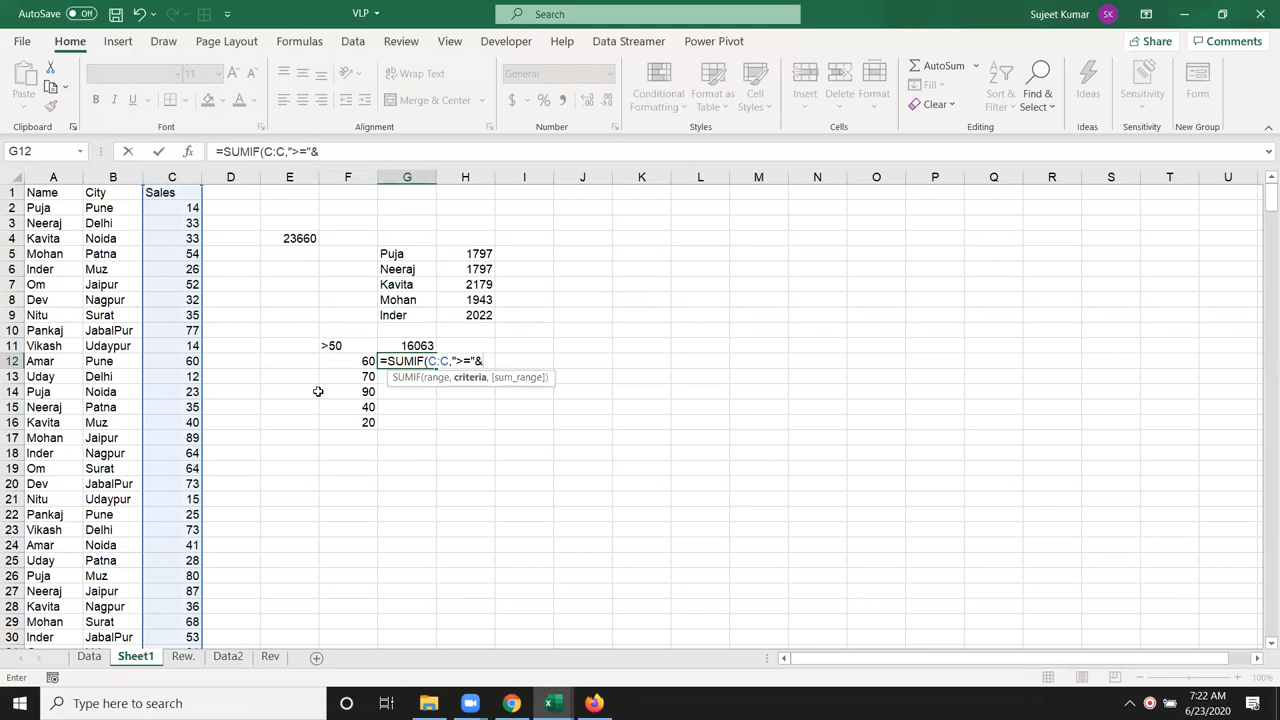 AutoSave Off VLP Search Sujeet Kumar SK
File Home Insert Draw Page Layout Formulas Data Review View Developer Help Data Streamer Power Pivot Share Comments
Paste 11 Wrap Text General Conditional Format as Cell Insert Delete Format AutoSum Sort & Find & Ideas Sensitivity Form
B I U Merge & Center $ % Formatting Table Styles Fill Clear Filter Select
Clipboard Font Alignment Number Styles Cells Editing Ideas Sensitivity New Group
G12 fx =SUMIF(C:C,">="&
A B C D E F G H I J K L M N O P Q R S T U
1 Name City Sales
2 Puja Pune 14
3 Neeraj Delhi 33
4 Kavita Noida 33 23660
5 Mohan Patna 54 Puja 1797
6 Inder Muz 26 Neeraj 1797
7 Om Jaipur 52 Kavita 2179
8 Dev Nagpur 32 Mohan 1943
9 Nitu Surat 35 Inder 2022
10 Pankaj JabalPur 77
11 Vikash Udaypur 14 >50 16063
12 Amar Pune 60 60 =SUMIF(C:C,">="&
13 Uday Delhi 12 70 SUMIF(range, criteria, [sum_range])
14 Puja Noida 23 90
15 Neeraj Patna 35 40
16 Kavita Muz 40 20
17 Mohan Jaipur 89
18 Inder Nagpur 64
19 Om Surat 64
20 Dev JabalPur 73
21 Nitu Udaypur 15
22 Pankaj Pune 25
23 Vikash Delhi 73
24 Amar Noida 41
25 Uday Patna 28
26 Puja Muz 80
27 Neeraj Jaipur 87
28 Kavita Nagpur 36
29 Mohan Surat 68
30 Inder JabalPur 53
Data Sheet1 Rew. Data2 Rev
Enter 100%
Type here to search 7:22 AM
6/23/2020